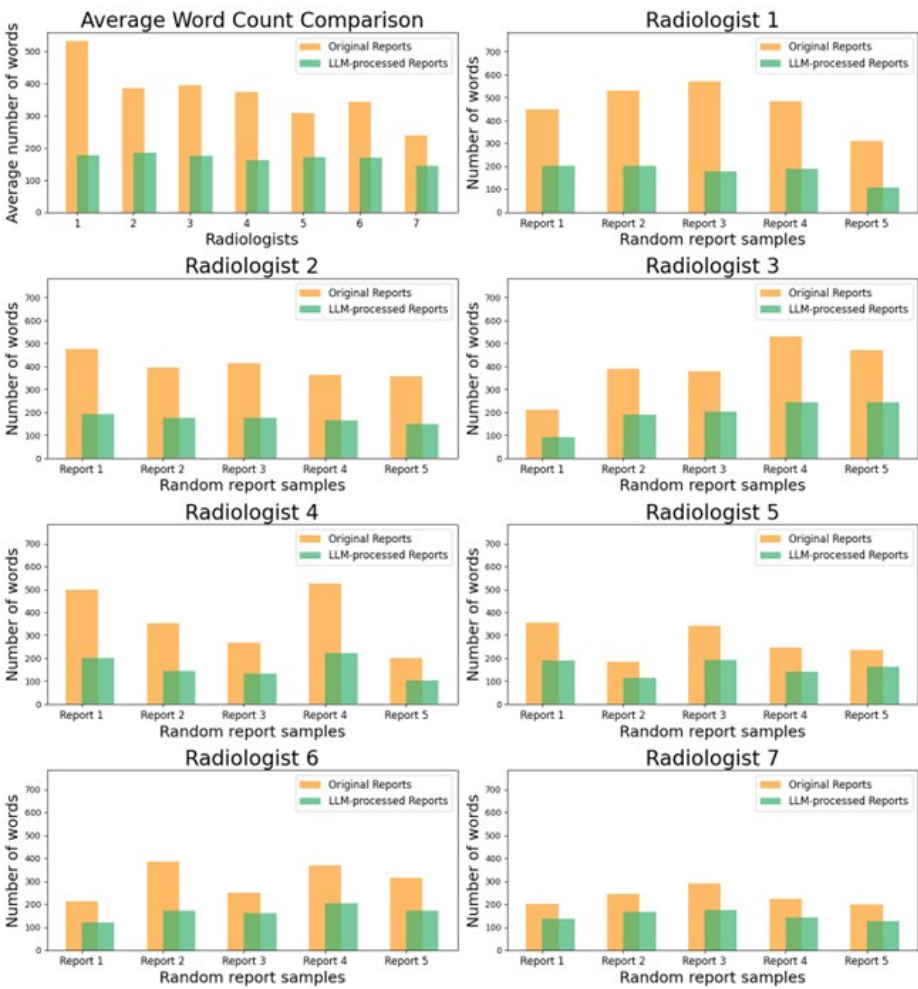 Average Word Count Comparison
Average number of words
500
400
300
200
100
0
Original Reports
LLM-processed Reports
1 2 3 4 5 6 7
Radiologists
Radiologist 1
Number of words
700
600
500
400
300
200
100
0
Original Reports
LLM-processed Reports
Report 1 Report 2 Report 3 Report 4 Report 5
Random report samples
Radiologist 2
Number of words
700
600
500
400
300
200
100
0
Original Reports
LLM-processed Reports
Report 1 Report 2 Report 3 Report 4 Report 5
Random report samples
Radiologist 3
Number of words
700
600
500
400
300
200
100
0
Original Reports
LLM-processed Reports
Report 1 Report 2 Report 3 Report 4 Report 5
Random report samples
Radiologist 4
Number of words
700
600
500
400
300
200
100
0
Original Reports
LLM-processed Reports
Report 1 Report 2 Report 3 Report 4 Report 5
Random report samples
Radiologist 5
Number of words
700
600
500
400
300
200
100
0
Original Reports
LLM-processed Reports
Report 1 Report 2 Report 3 Report 4 Report 5
Random report samples
Radiologist 6
Number of words
700
600
500
400
300
200
100
0
Original Reports
LLM-processed Reports
Report 1 Report 2 Report 3 Report 4 Report 5
Random report samples
Radiologist 7
Number of words
700
600
500
400
300
200
100
0
Original Reports
LLM-processed Reports
Report 1 Report 2 Report 3 Report 4 Report 5
Random report samples